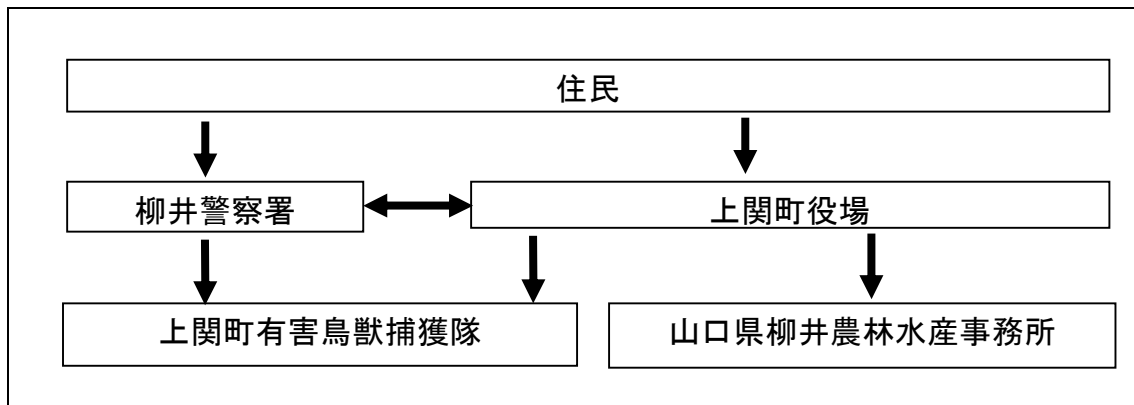 住民
柳井警察署
上関町役場
上関町有害鳥獣捕獲隊
山口県柳井農林水産事務所